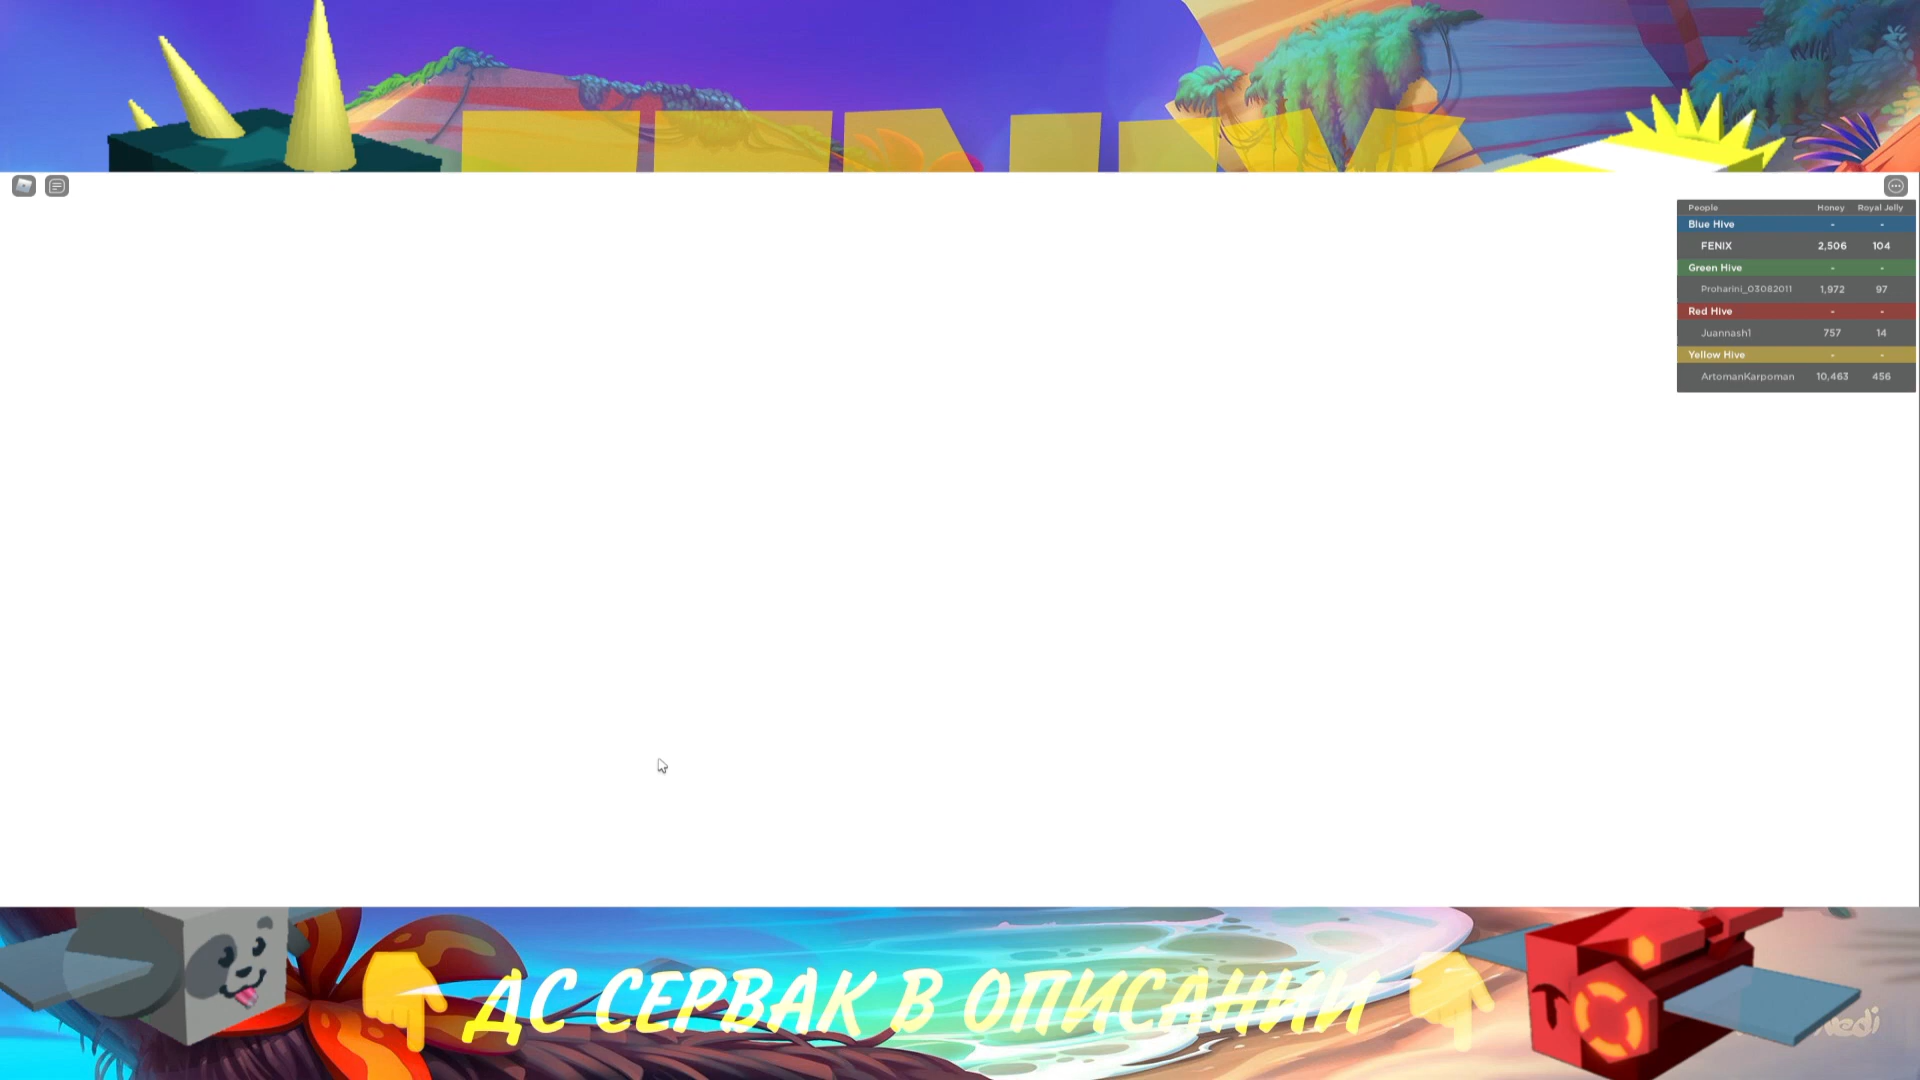 People Honey Royal Jelly
Blue Hive - -
FENIX 2,506 104
Green Hive - -
Proharini_03082011 1,972 97
Red Hive - -
Juannash1 757 14
Yellow Hive - -
ArtomanKarpoman 10,463 456
ДС СЕРВАК В ОПИСАНИИ